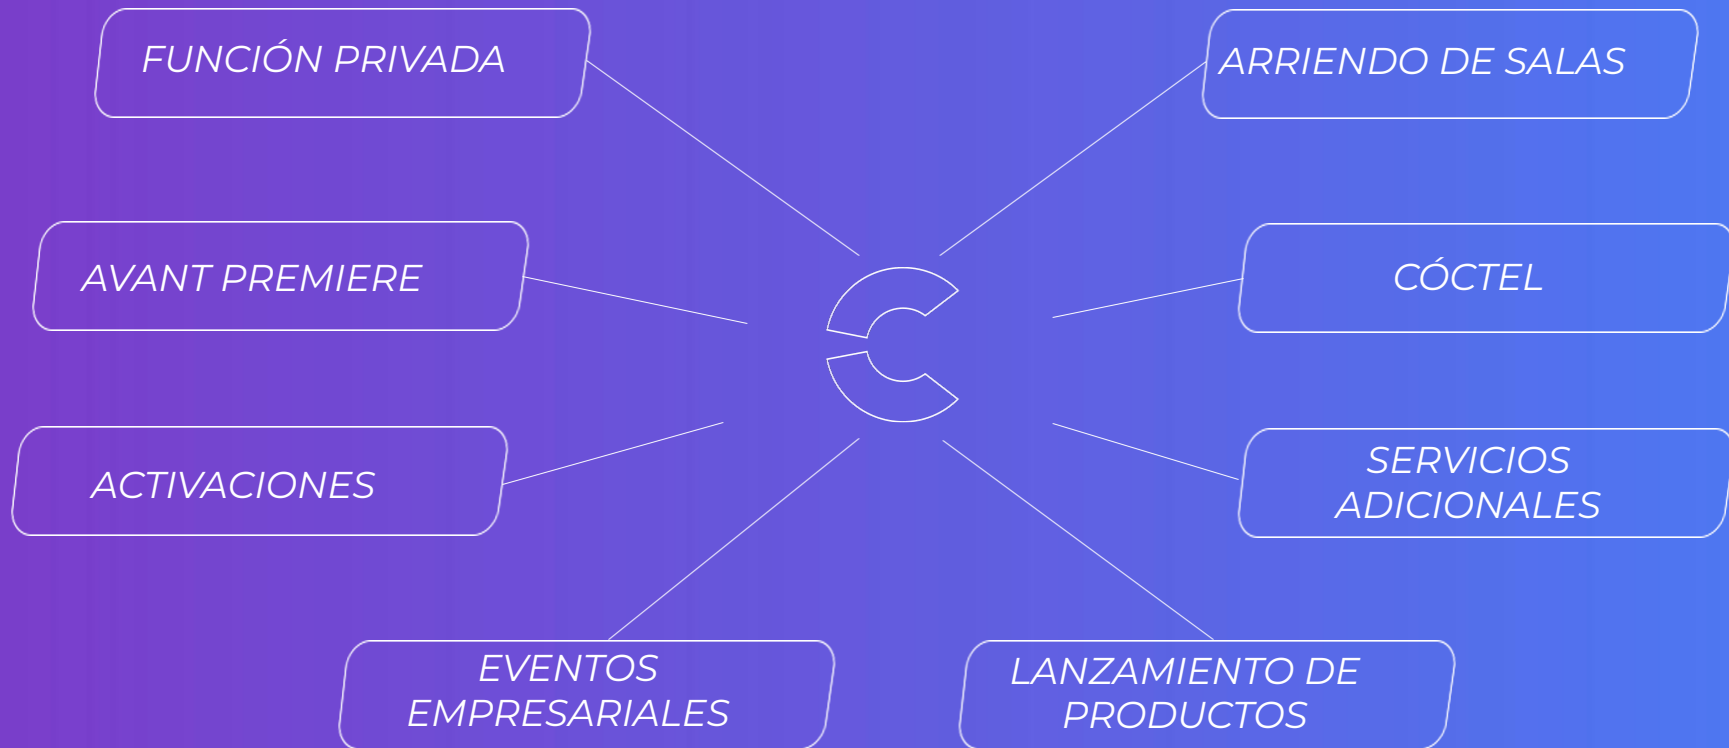 FUNCIÓN PRIVADA
ARRIENDO DE SALAS
AVANT PREMIERE
CÓCTEL
ACTIVACIONES
SERVICIOS
ADICIONALES
EVENTOS
EMPRESARIALES
LANZAMIENTO DE
PRODUCTOS